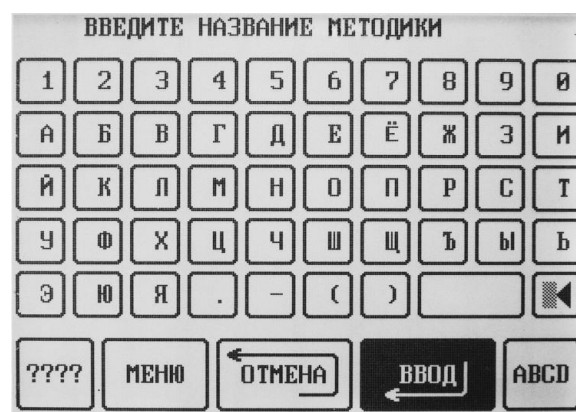 ВВЕДИТЕ НАЗВАНИЕ МЕТОДИКИ
1 2 3 4 5 6 7 8 9 0
А Б В Г Д Е Ё Ж З И
Й К Л М Н О П Р С Т
У Ф Х Ц Ч Ш Щ Ъ Ы Ь
Э Ю Я . – ( )
???? МЕНЮ ОТМЕНА ВВОД ABCD